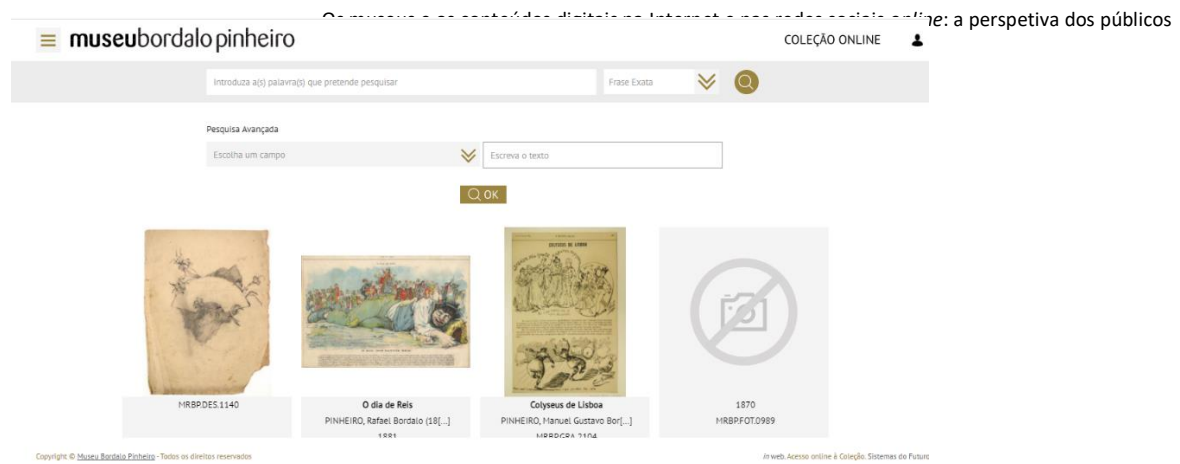 Os museus e os conteúdos digitais na Internet e nas redes sociais online: a perspetiva dos públicos
museubordalopinheiro
COLEÇÃO ONLINE
Introduza a(s) palavra(s) que pretende pesquisar
Frase Exata
Pesquisa Avançada
Escolha um campo
Escreva o texto
OK
MRBP.DES.1140
O dia de Reis
PINHEIRO, Rafael Bordalo (18[...]
1881
COLYSEUS DE LISBOA
Colyseus de Lisboa
PINHEIRO, Manuel Gustavo Bor[...]
MRBP.GRA.2104
1870
MRBP.FOT.0989
Copyright © Museu Bordalo Pinheiro - Todos os direitos reservados
in web. Acesso online à Coleção. Sistemas do Futuro